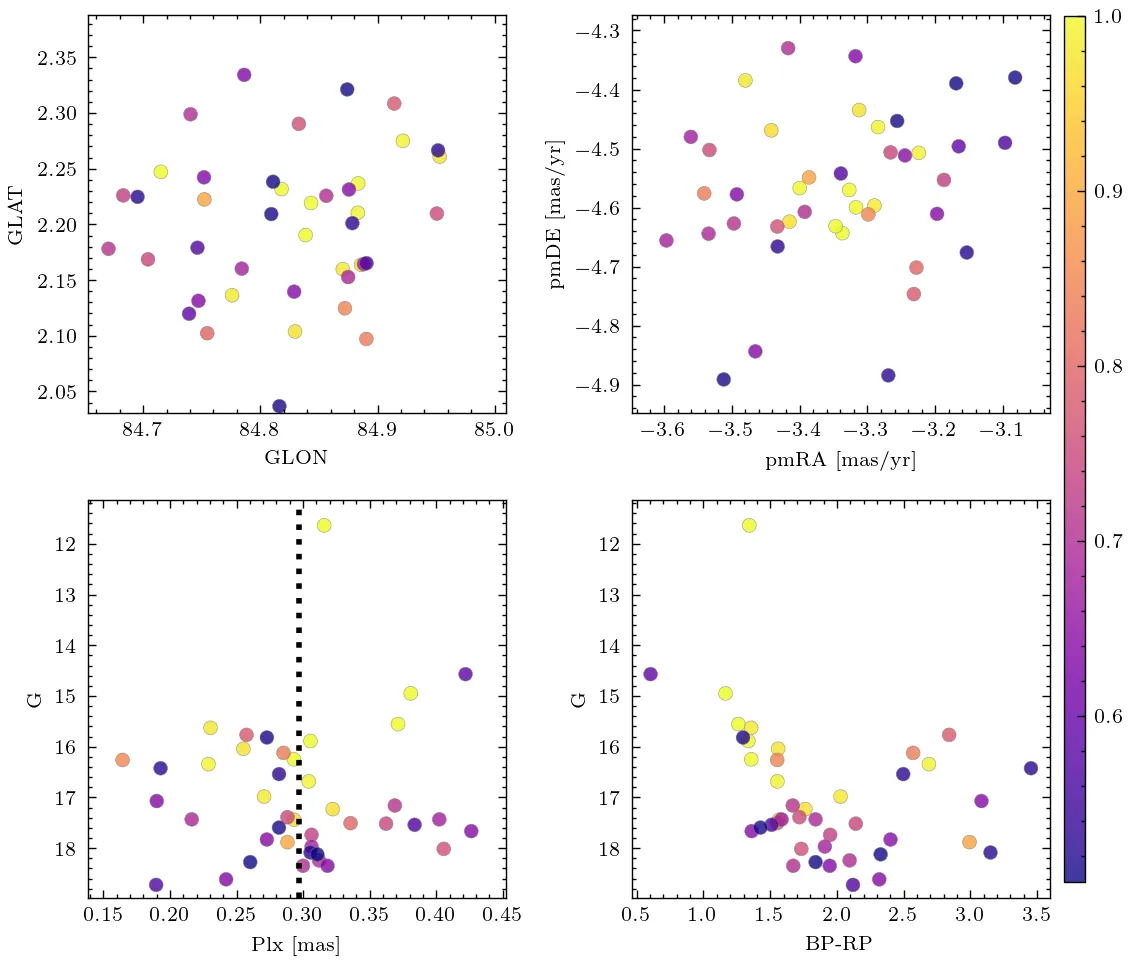 2.35
2.30
2.25
2.20
2.15
2.10
2.05
GLAT
84.7 84.8 84.9 85.0
GLON
−4.3
−4.4
−4.5
−4.6
−4.7
−4.8
−4.9
pmDE [mas/yr]
−3.6 −3.5 −3.4 −3.3 −3.2 −3.1
pmRA [mas/yr]
1.0
0.9
0.8
0.7
0.6
12
13
14
15
16
17
18
G
0.15 0.20 0.25 0.30 0.35 0.40 0.45
Plx [mas]
12
13
14
15
16
17
18
G
0.5 1.0 1.5 2.0 2.5 3.0 3.5
BP-RP